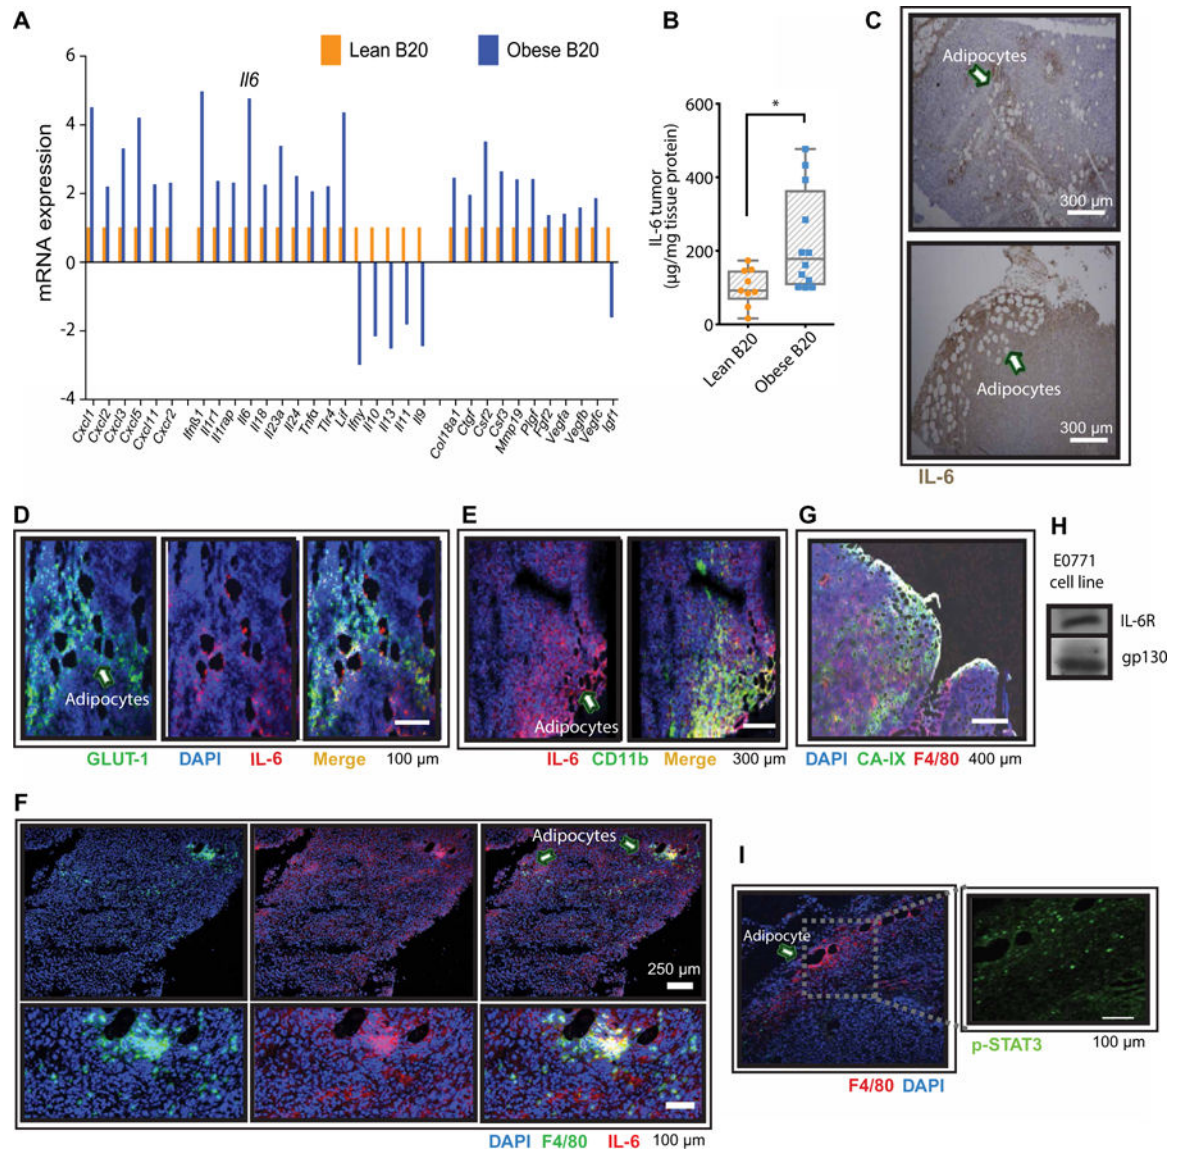 A
Lean B20
Obese B20
mRNA expression
6
4
2
0
-2
-4
Il6
Cxcl1
Cxcl2
Cxcl3
Cxcl5
Cxcl11
Cxcr2
Ifnß1
Il1r1
Il1rap
Il6
Il18
Il23a
Il24
Tnfα
Tlr4
Lif
Ifnγ
Il10
Il13
Il11
Il9
Col18a1
Ctgf
Csf2
Csf3
Mmp19
Plgf
Fgf2
Vegfa
Vegfb
Vegfc
Igf1
B
IL-6 tumor
(µg/mg tissue protein)
600
400
200
0
*
Lean B20
Obese B20
C
Adipocytes
300 µm
Adipocytes
300 µm
IL-6
D
Adipocytes
GLUT-1 DAPI IL-6 Merge 100 µm
E
Adipocytes
IL-6 CD11b Merge 300 µm
G
DAPI CA-IX F4/80 400 µm
H
E0771
cell line
IL-6R
gp130
F
Adipocytes
250 µm
DAPI F4/80 IL-6 100 µm
I
Adipocyte
F4/80 DAPI
p-STAT3 100 µm